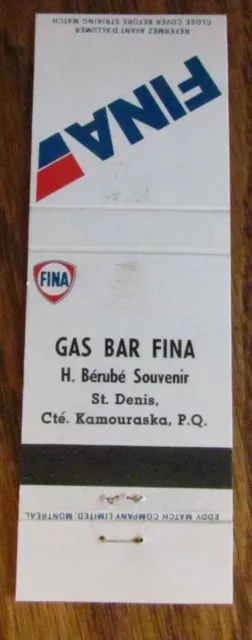 CLOSE COVER BEFORE STRIKING MATCH
REFERMEZ AVANT D'ALLUMER
FINA
FINA
GAS BAR FINA
H. Bérubé Souvenir
St. Denis,
Cté. Kamouraska, P.Q.
EDDY MATCH COMPANY LIMITED, MONTREAL